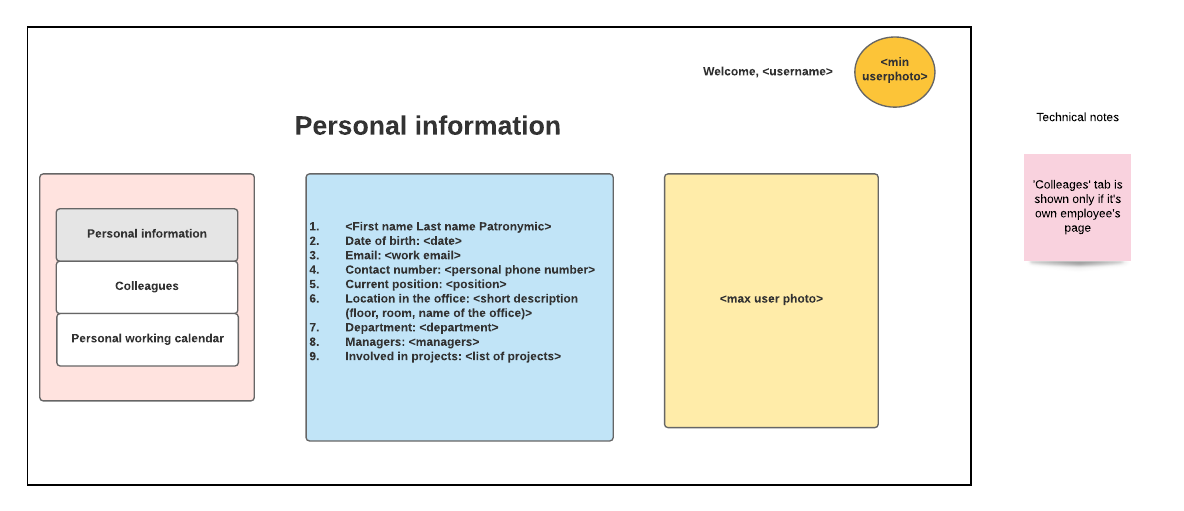 Welcome, <username>
<min
userphoto>
Personal information
Technical notes
'Colleages' tab is
shown only if it's
own employee's
page
Personal information
Colleagues
Personal working calendar
1. <First name Last name Patronymic>
2. Date of birth: <date>
3. Email: <work email>
4. Contact number: <personal phone number>
5. Current position: <position>
6. Location in the office: <short description
(floor, room, name of the office)>
7. Department: <department>
8. Managers: <managers>
9. Involved in projects: <list of projects>
<max user photo>